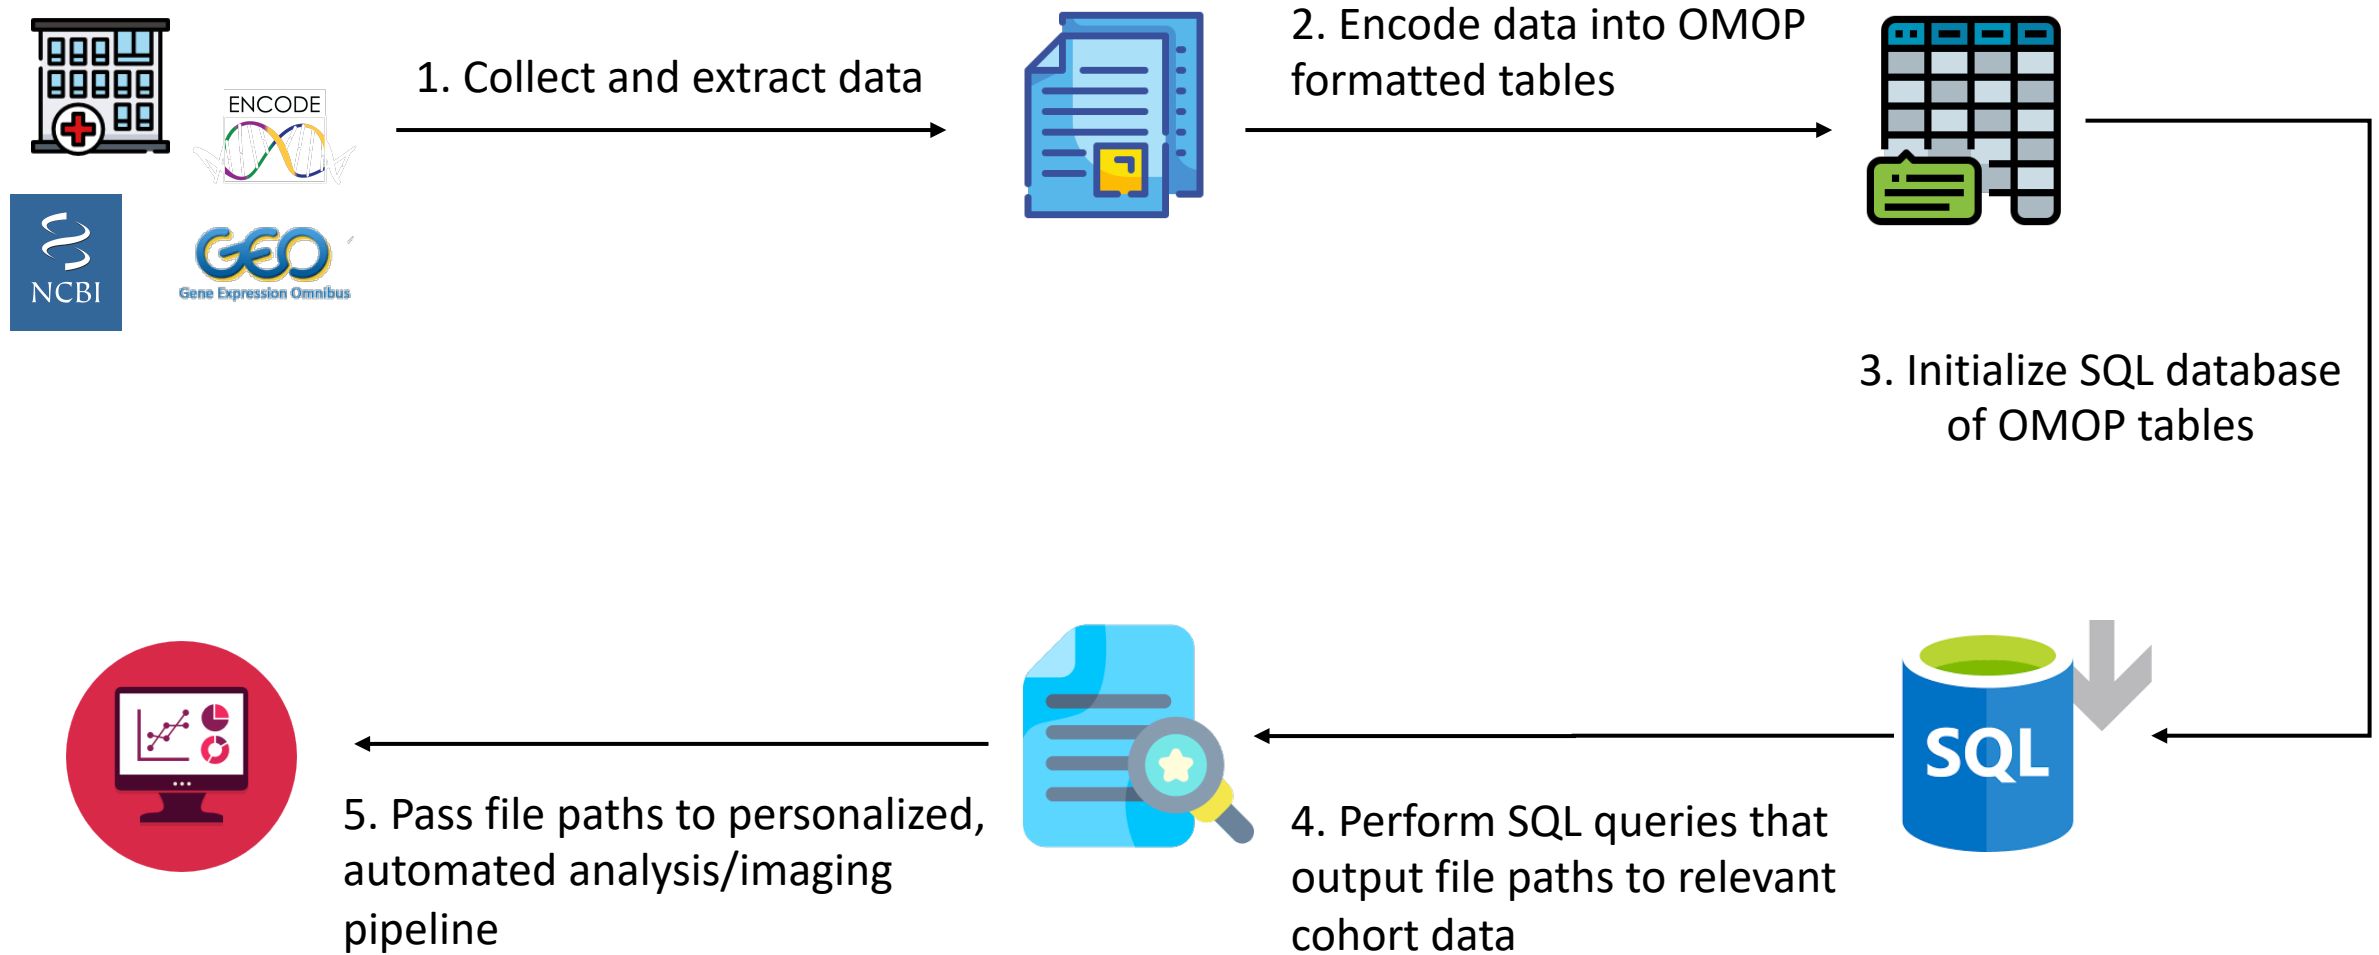 ENCODE
NCBI
GEO
Gene Expression Omnibus
1. Collect and extract data
2. Encode data into OMOP
formatted tables
3. Initialize SQL database
of OMOP tables
SQL
4. Perform SQL queries that
output file paths to relevant
cohort data
5. Pass file paths to personalized,
automated analysis/imaging
pipeline